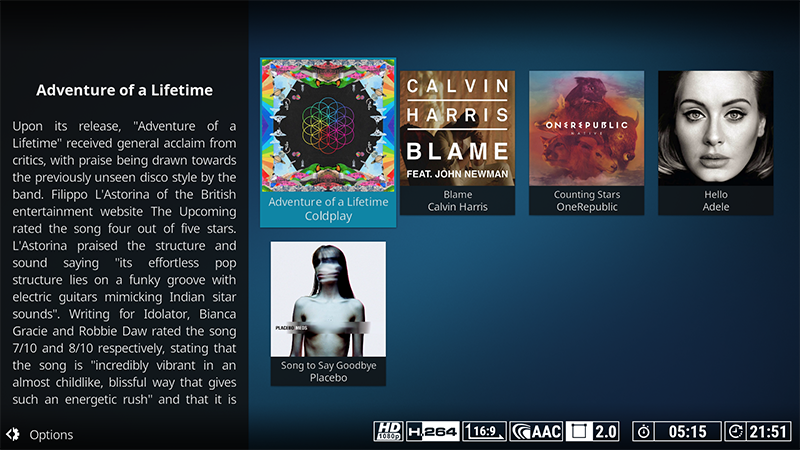 Adventure of a Lifetime
Upon its release, "Adventure of a
Lifetime" received general acclaim from
critics, with praise being drawn towards
the previously unseen disco style by the
band. Filippo L'Astorina of the British
entertainment website The Upcoming
rated the song four out of five stars.
L'Astorina praised the structure and
sound saying "its effortless pop
structure lies on a funky groove with
electric guitars mimicking Indian sitar
sounds". Writing for Idolator, Bianca
Gracie and Robbie Daw rated the song
7/10 and 8/10 respectively, stating that
the song is "incredibly vibrant in an
almost childlike, blissful way that gives
such an energetic rush" and that it is
Options
Adventure of a Lifetime
Coldplay
CALVIN
HARRIS
BLAME
FEAT. JOHN NEWMAN
Blame
Calvin Harris
ONEREPUBLIC
NATIVE
Counting Stars
OneRepublic
Hello
Adele
PLACEBO MEDS
Song to Say Goodbye
Placebo
HD
1080p
H.264
16:9
AAC
2.0
05:15
21:51